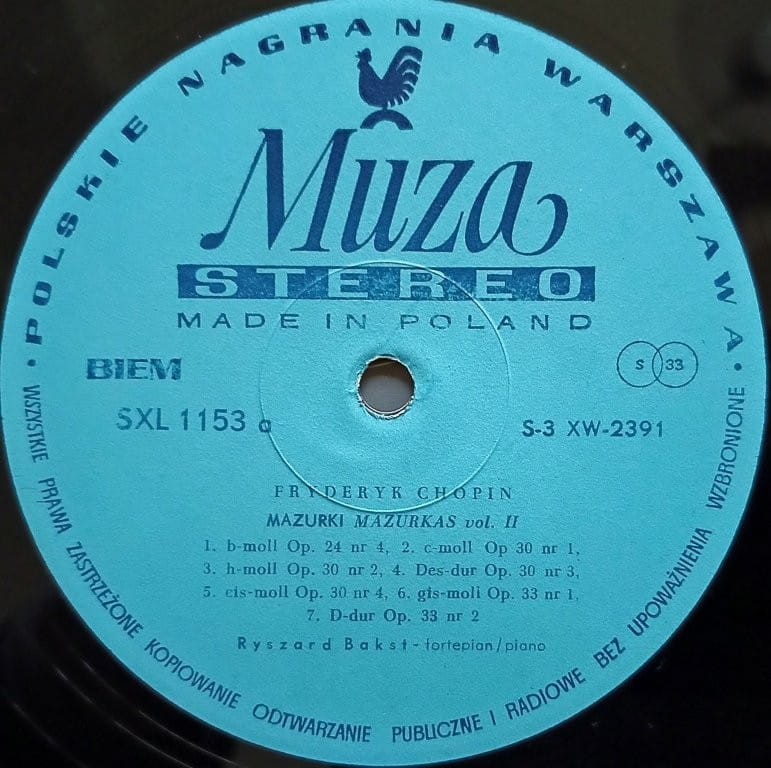 POLSKIE NAGRANIA WARSZAWA
Muza
STEREO
MADE IN POLAND
BIEM
S 33
SXL 1153 a
S-3 XW-2391
FRYDERYK CHOPIN
MAZURKI MAZURKAS vol. II
1. b-moll Op. 24 nr 4, 2. c-moll Op 30 nr 1,
3. h-moll Op. 30 nr 2, 4. Des-dur Op. 30 nr 3,
5. cis-moll Op. 30 nr 4, 6. gis-moll Op. 33 nr 1,
7. D-dur Op. 33 nr 2
Ryszard Bakst - fortepian/piano
WSZYSTKIE PRAWA ZASTRZEŻONE KOPIOWANIE ODTWARZANIE PUBLICZNE I RADIOWE BEZ UPOWAŻNIENIA WZBRONIONE